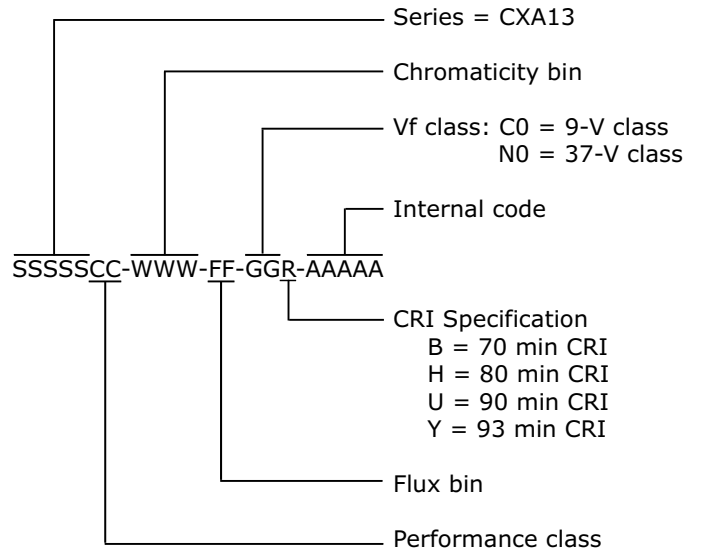 Series = CXA13
Chromaticity bin
Vf class: C0 = 9-V class
N0 = 37-V class
Internal code
SSSSSCC-WWW-FF-GGR-AAAAA
CRI Specification
B = 70 min CRI
H = 80 min CRI
U = 90 min CRI
Y = 93 min CRI
Flux bin
Performance class